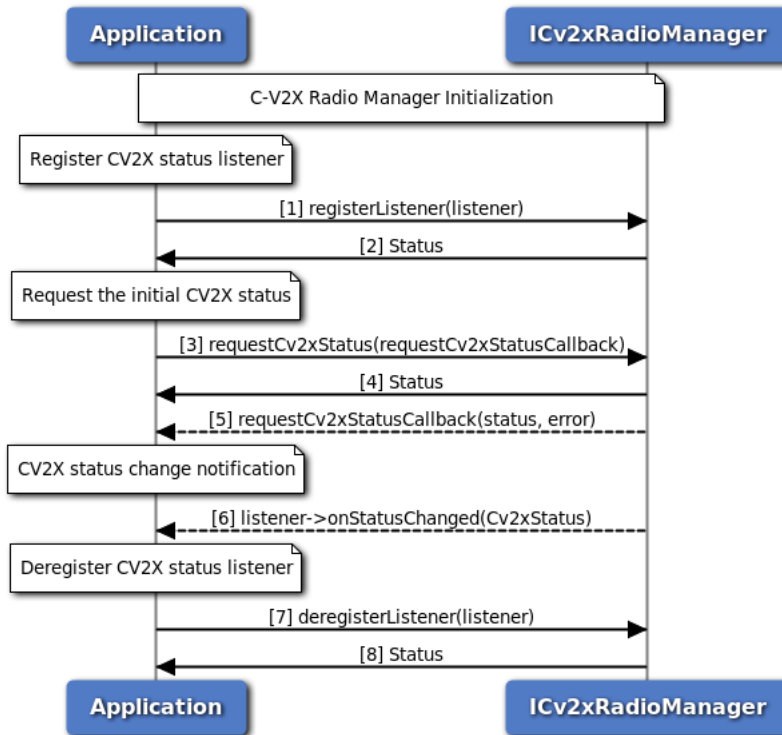 Application
ICv2xRadioManager
C-V2X Radio Manager Initialization
Register CV2X status listener
[1] registerListener(listener)
[2] Status
Request the initial CV2X status
[3] requestCv2xStatus(requestCv2xStatusCallback)
[4] Status
[5] requestCv2xStatusCallback(status, error)
CV2X status change notification
[6] listener->onStatusChanged(Cv2xStatus)
Deregister CV2X status listener
[7] deregisterListener(listener)
[8] Status
Application
ICv2xRadioManager